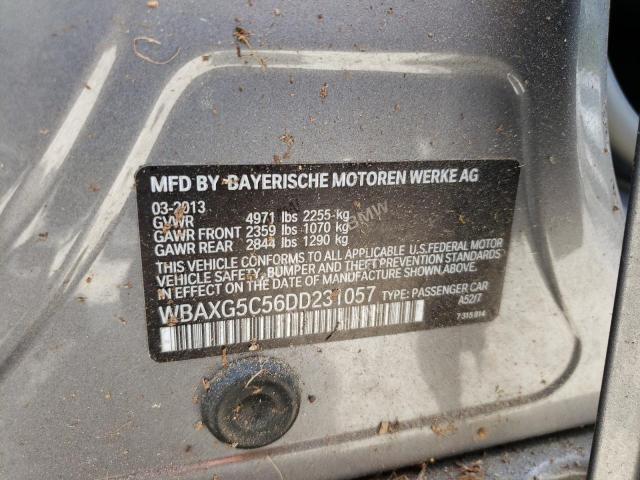 MFD BY BAYERISCHE MOTOREN WERKE AG
03-2013
GVWR 4971 lbs 2255 kg
GAWR FRONT 2359 lbs 1070 kg
GAWR REAR 2844 lbs 1290 kg
BMW
THIS VEHICLE CONFORMS TO ALL APPLICABLE U.S. FEDERAL MOTOR
VEHICLE SAFETY, BUMPER AND THEFT PREVENTION STANDARDS
IN EFFECT ON THE DATE OF MANUFACTURE SHOWN ABOVE.
WBAXG5C56DD231057 TYPE: PASSENGER CAR
A52/7
7 315 814